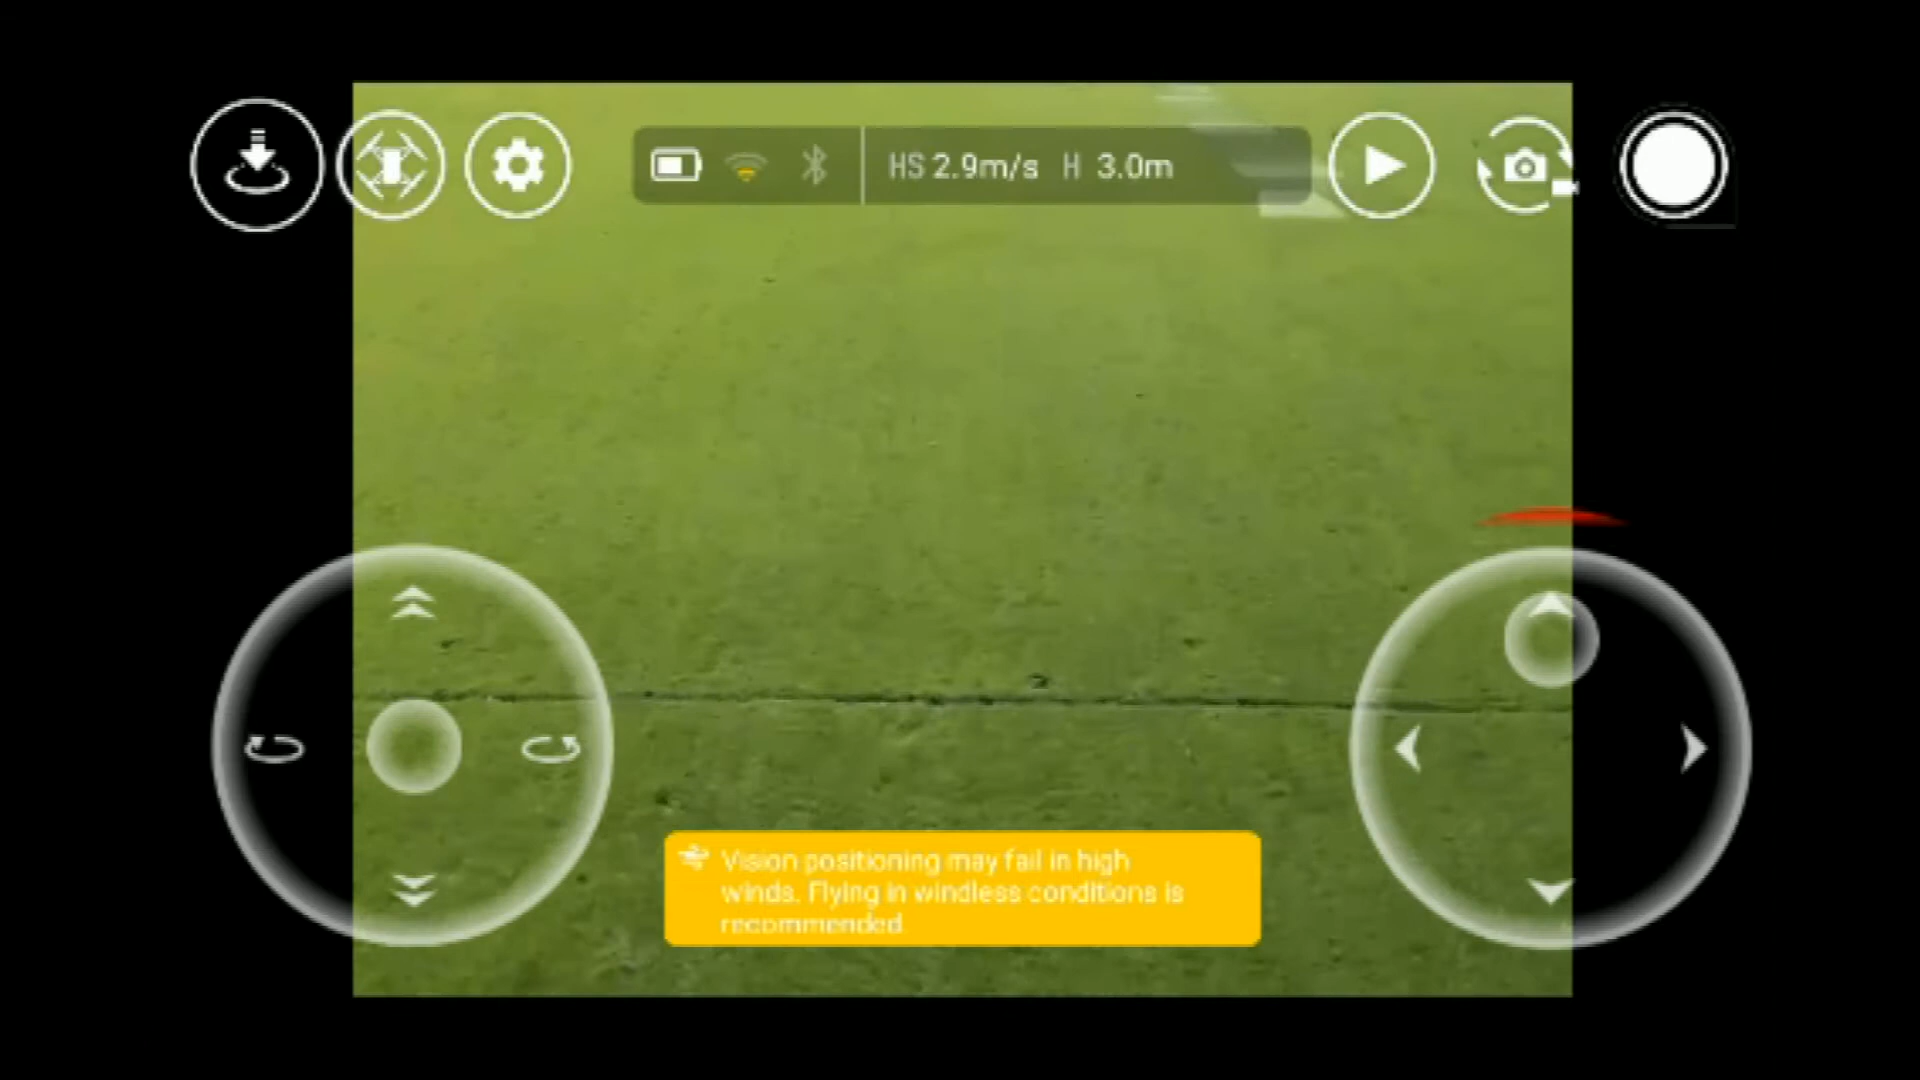 HS 2.9m/s H 3.0m
Vision positioning may fail in high
winds. Flying in windless conditions is
recommended.